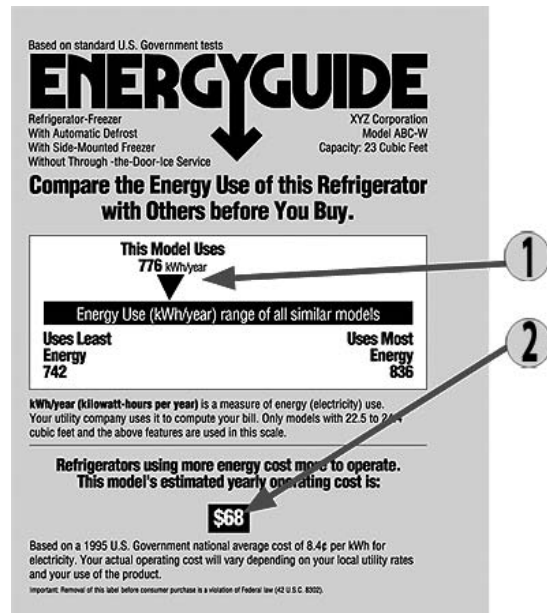 Based on standard U.S. Government tests
ENERGYGUIDE
Refrigerator-Freezer
With Automatic Defrost
With Side-Mounted Freezer
Without Through -the-Door-Ice Service
XYZ Corporation
Model ABC-W
Capacity: 23 Cubic Feet
Compare the Energy Use of this Refrigerator
with Others before You Buy.
This Model Uses
776 kWh/year
1
Energy Use (kWh/year) range of all similar models
Uses Least
Energy
742
Uses Most
Energy
836
2
kWh/year (kilowatt-hours per year) is a measure of energy (electricity) use.
Your utility company uses it to compute your bill. Only models with 22.5 to
cubic feet and the above features are used in this scale.
Refrigerators using more energy cost more to operate.
This model's estimated yearly operating cost is:
$68
Based on a 1995 U.S. Government national average cost of 8.4¢ per kWh for
electricity. Your actual operating cost will vary depending on your local utility rates
and your use of the product.
Important: Removal of this label before consumer purchase is a violation of Federal law (42 U.S.C. 6302).